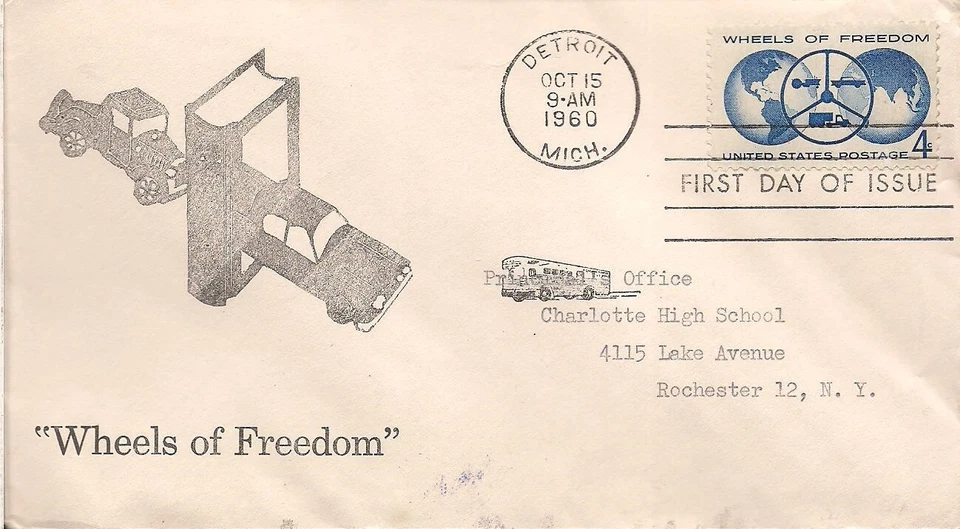 DETROIT
OCT 15
9-AM
1960
MICH.
WHEELS OF FREEDOM
UNITED STATES POSTAGE 4c
FIRST DAY OF ISSUE
Office
Charlotte High School
4115 Lake Avenue
Rochester 12, N. Y.
“Wheels of Freedom”